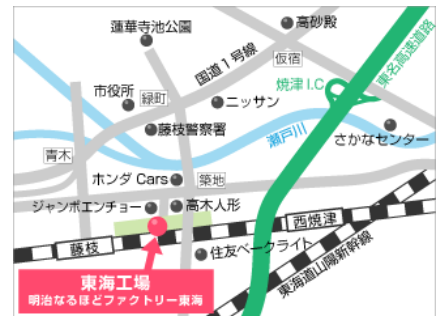 蓮華寺池公園
高砂殿
国道1号線
仮宿
東名高速道路
焼津I.C
市役所
緑町
ニッサン
藤枝警察署
瀬戸川
さかなセンター
青木
ホンダ Cars
築地
ジャンボエンチョー
高木人形
西焼津
藤枝
住友ベークライト
東海道山陽新幹線
東海工場
明治なるほどファクトリー東海